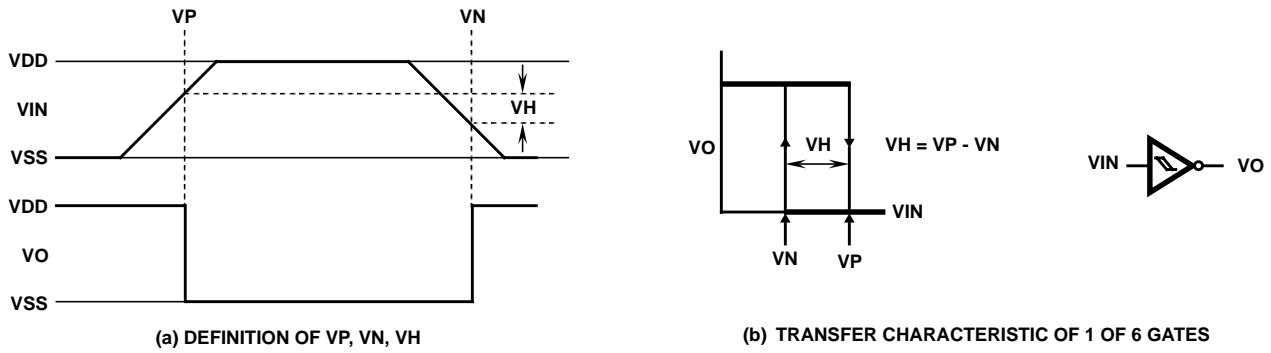 VP
VN
VDD
VIN
VH
VSS
VDD
VO
VSS
(a) DEFINITION OF VP, VN, VH
VO
VH
VH = VP - VN
VIN
VN
VP
VIN
VO
(b) TRANSFER CHARACTERISTIC OF 1 OF 6 GATES